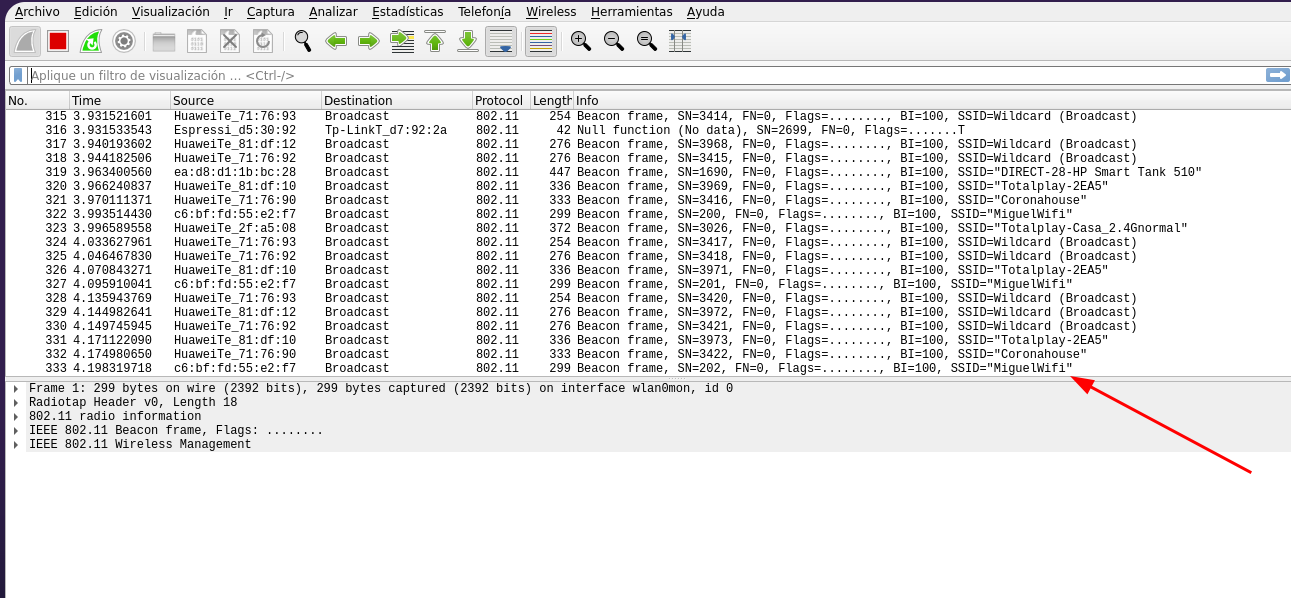 Archivo Edición Visualización Ir Captura Analizar Estadísticas Telefonía Wireless Herramientas Ayuda
Aplique un filtro de visualización … <Ctrl-/>
No. Time Source Destination Protocol Length Info
315 3.931521601 HuaweiTe_71:76:93 Broadcast 802.11 254 Beacon frame, SN=3414, FN=0, Flags=........, BI=100, SSID=Wildcard (Broadcast)
316 3.931533543 Espressi_d5:30:92 Tp-LinkT_d7:92:2a 802.11 42 Null function (No data), SN=2699, FN=0, Flags=.......T
317 3.940193602 HuaweiTe_81:df:12 Broadcast 802.11 276 Beacon frame, SN=3968, FN=0, Flags=........, BI=100, SSID=Wildcard (Broadcast)
318 3.944182506 HuaweiTe_71:76:92 Broadcast 802.11 276 Beacon frame, SN=3415, FN=0, Flags=........, BI=100, SSID=Wildcard (Broadcast)
319 3.963400560 ea:d8:d1:1b:bc:28 Broadcast 802.11 447 Beacon frame, SN=1690, FN=0, Flags=........, BI=100, SSID="DIRECT-28-HP Smart Tank 510"
320 3.966240837 HuaweiTe_81:df:10 Broadcast 802.11 336 Beacon frame, SN=3969, FN=0, Flags=........, BI=100, SSID="Totalplay-2EA5"
321 3.970111371 HuaweiTe_71:76:90 Broadcast 802.11 333 Beacon frame, SN=3416, FN=0, Flags=........, BI=100, SSID="Coronahouse"
322 3.993514430 c6:bf:fd:55:e2:f7 Broadcast 802.11 299 Beacon frame, SN=200, FN=0, Flags=........, BI=100, SSID="MiguelWifi"
323 3.996589558 HuaweiTe_2f:a5:08 Broadcast 802.11 372 Beacon frame, SN=3026, FN=0, Flags=........, BI=100, SSID="Totalplay-Casa_2.4Gnormal"
324 4.033627961 HuaweiTe_71:76:93 Broadcast 802.11 254 Beacon frame, SN=3417, FN=0, Flags=........, BI=100, SSID=Wildcard (Broadcast)
325 4.046467830 HuaweiTe_71:76:92 Broadcast 802.11 276 Beacon frame, SN=3418, FN=0, Flags=........, BI=100, SSID=Wildcard (Broadcast)
326 4.070843271 HuaweiTe_81:df:10 Broadcast 802.11 336 Beacon frame, SN=3971, FN=0, Flags=........, BI=100, SSID="Totalplay-2EA5"
327 4.095910041 c6:bf:fd:55:e2:f7 Broadcast 802.11 299 Beacon frame, SN=201, FN=0, Flags=........, BI=100, SSID="MiguelWifi"
328 4.135943769 HuaweiTe_71:76:93 Broadcast 802.11 254 Beacon frame, SN=3420, FN=0, Flags=........, BI=100, SSID=Wildcard (Broadcast)
329 4.144982641 HuaweiTe_81:df:12 Broadcast 802.11 276 Beacon frame, SN=3972, FN=0, Flags=........, BI=100, SSID=Wildcard (Broadcast)
330 4.149745945 HuaweiTe_71:76:92 Broadcast 802.11 276 Beacon frame, SN=3421, FN=0, Flags=........, BI=100, SSID=Wildcard (Broadcast)
331 4.171122090 HuaweiTe_81:df:10 Broadcast 802.11 336 Beacon frame, SN=3973, FN=0, Flags=........, BI=100, SSID="Totalplay-2EA5"
332 4.174980650 HuaweiTe_71:76:90 Broadcast 802.11 333 Beacon frame, SN=3422, FN=0, Flags=........, BI=100, SSID="Coronahouse"
333 4.198319718 c6:bf:fd:55:e2:f7 Broadcast 802.11 299 Beacon frame, SN=202, FN=0, Flags=........, BI=100, SSID="MiguelWifi"
Frame 1: 299 bytes on wire (2392 bits), 299 bytes captured (2392 bits) on interface wlan0mon, id 0
Radiotap Header v0, Length 18
802.11 radio information
IEEE 802.11 Beacon frame, Flags: ........
IEEE 802.11 Wireless Management